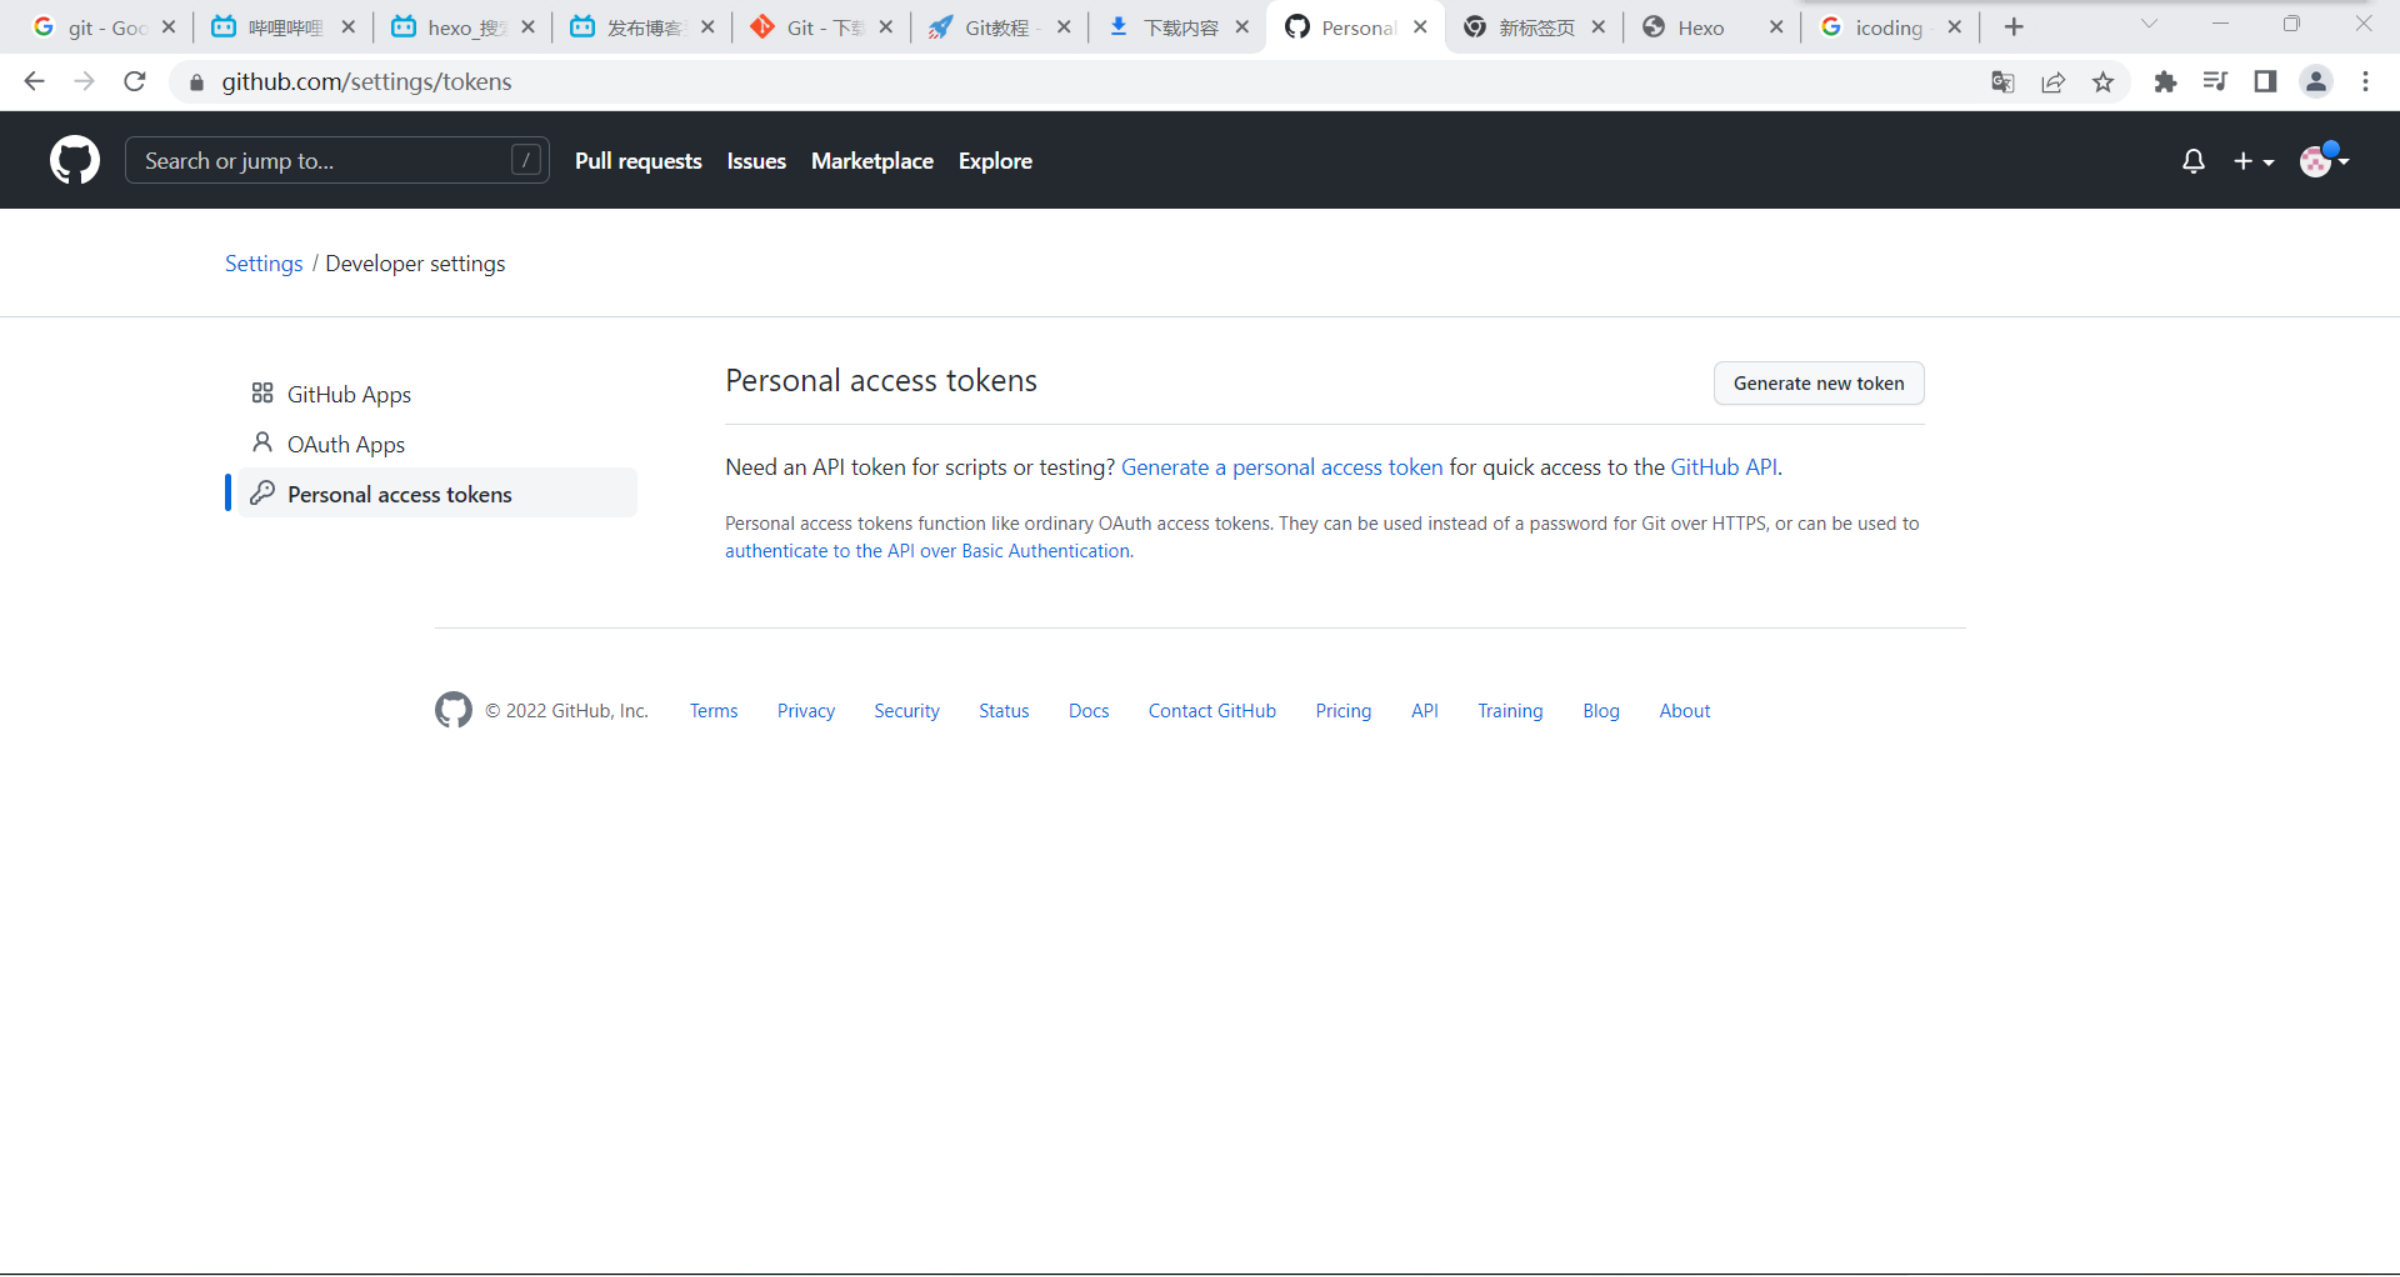 git - Goo
哔哩哔哩
hexo_搜
发布博客
Git - 下载
Git教程 -
下载内容
Personal
新标签页
Hexo
icoding -
github.com/settings/tokens
Search or jump to...
/
Pull requests
Issues
Marketplace
Explore
Settings / Developer settings
GitHub Apps
OAuth Apps
Personal access tokens
Personal access tokens
Generate new token
Need an API token for scripts or testing? Generate a personal access token for quick access to the GitHub API.
Personal access tokens function like ordinary OAuth access tokens. They can be used instead of a password for Git over HTTPS, or can be used to
authenticate to the API over Basic Authentication.
© 2022 GitHub, Inc.
Terms
Privacy
Security
Status
Docs
Contact GitHub
Pricing
API
Training
Blog
About